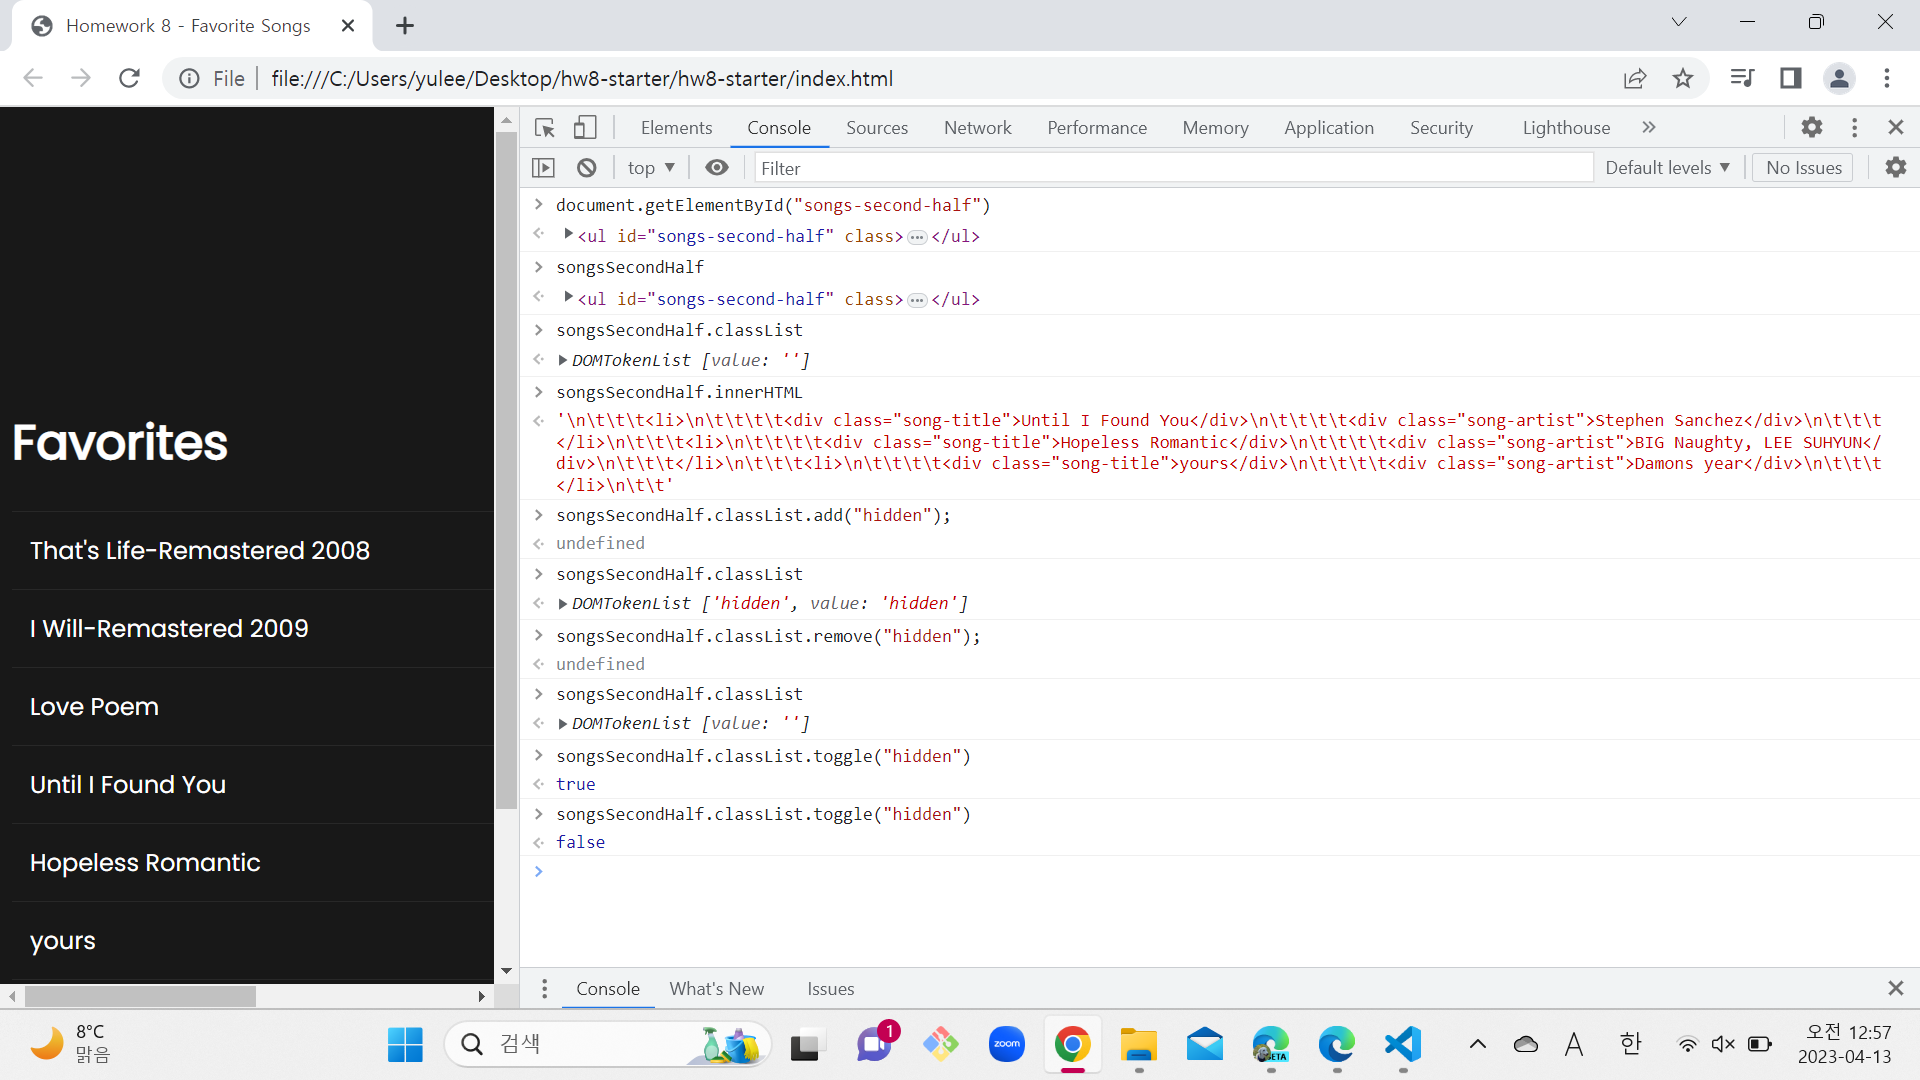 Homework 8 - Favorite Songs
File
file:///C:/Users/yulee/Desktop/hw8-starter/hw8-starter/index.html
Favorites
That's Life-Remastered 2008
I Will-Remastered 2009
Love Poem
Until I Found You
Hopeless Romantic
yours
Elements Console Sources Network Performance Memory Application Security Lighthouse
top Filter Default levels No Issues
document.getElementById("songs-second-half")
<ul id="songs-second-half" class>…</ul>
songsSecondHalf
<ul id="songs-second-half" class>…</ul>
songsSecondHalf.classList
DOMTokenList [value: '']
songsSecondHalf.innerHTML
'\n\t\t\t<li>\n\t\t\t\t<div class="song-title">Until I Found You</div>\n\t\t\t\t<div class="song-artist">Stephen Sanchez</div>\n\t\t\t
</li>\n\t\t\t<li>\n\t\t\t\t<div class="song-title">Hopeless Romantic</div>\n\t\t\t\t<div class="song-artist">BIG Naughty, LEE SUHYUN</
div>\n\t\t\t</li>\n\t\t\t<li>\n\t\t\t\t<div class="song-title">yours</div>\n\t\t\t\t<div class="song-artist">Damons year</div>\n\t\t\t
</li>\n\t\t'
songsSecondHalf.classList.add("hidden");
undefined
songsSecondHalf.classList
DOMTokenList ['hidden', value: 'hidden']
songsSecondHalf.classList.remove("hidden");
undefined
songsSecondHalf.classList
DOMTokenList [value: '']
songsSecondHalf.classList.toggle("hidden")
true
songsSecondHalf.classList.toggle("hidden")
false
Console What's New Issues
8°C
맑음
검색
1
zoom
BETA
A
한
오전 12:57
2023-04-13